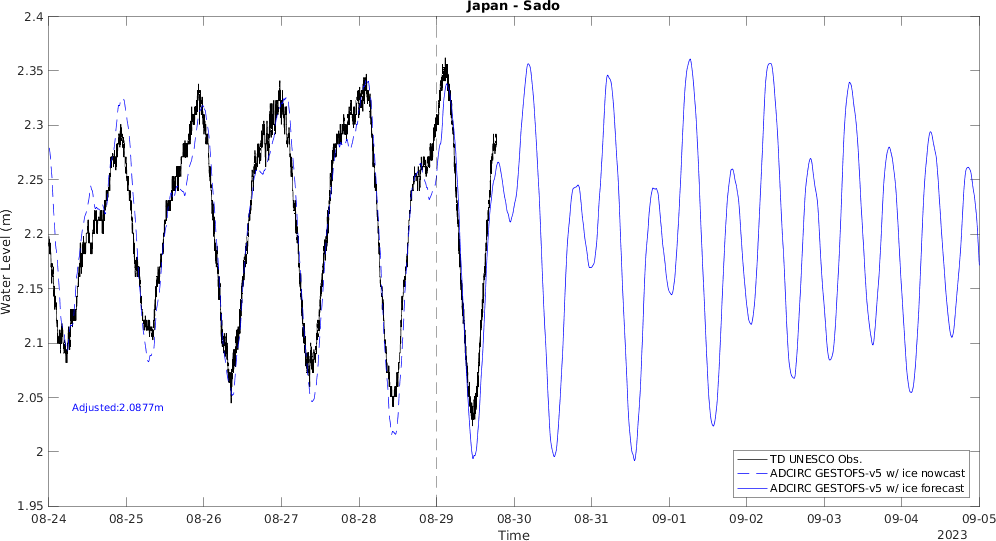 Japan - Sado
2.4
2.35
2.3
2.25
2.2
2.15
2.1
2.05
2
1.95
Water Level (m)
Adjusted:2.0877m
TD UNESCO Obs.
ADCIRC GESTOFS-v5 w/ ice nowcast
ADCIRC GESTOFS-v5 w/ ice forecast
08-24 08-25 08-26 08-27 08-28 08-29 08-30 08-31 09-01 09-02 09-03 09-04 09-05
Time
2023